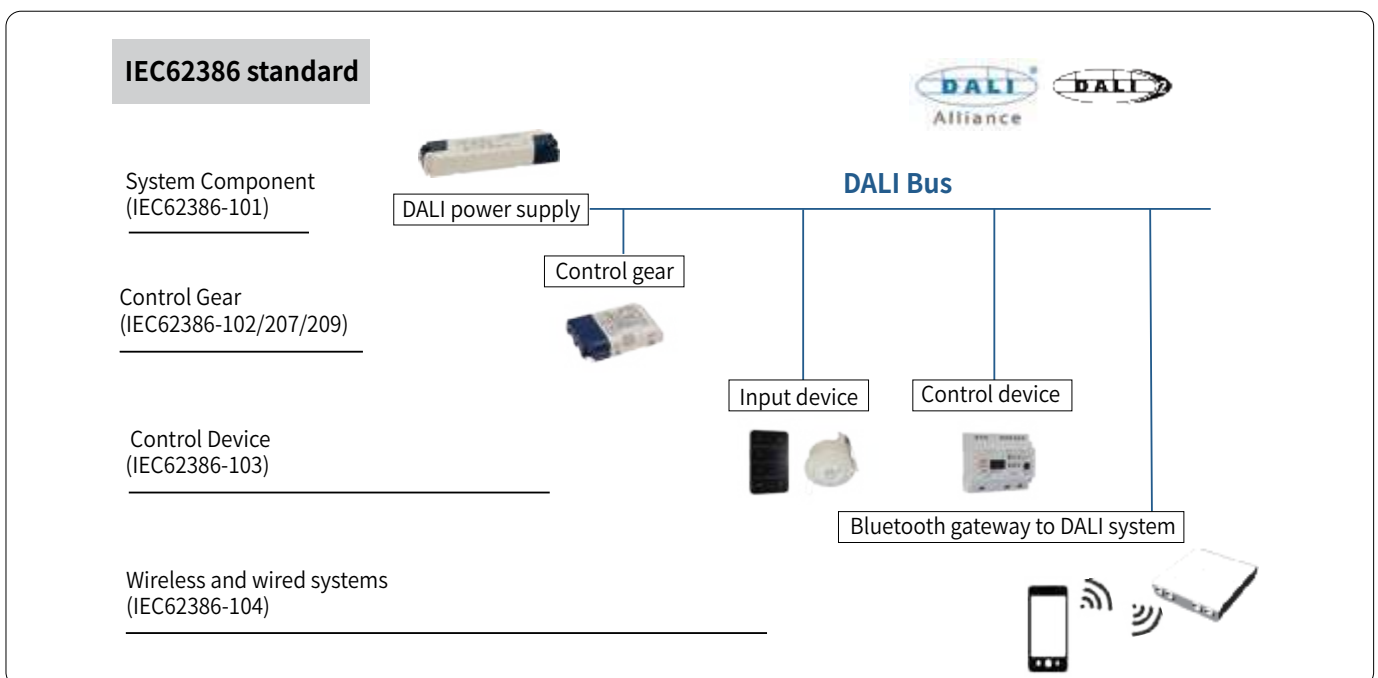 IEC62386 standard
DALI
Alliance
DALI
System Component
(IEC62386-101)
DALI power supply
DALI Bus
Control gear
Control Gear
(IEC62386-102/207/209)
Input device
Control device
Control Device
(IEC62386-103)
Bluetooth gateway to DALI system
Wireless and wired systems
(IEC62386-104)